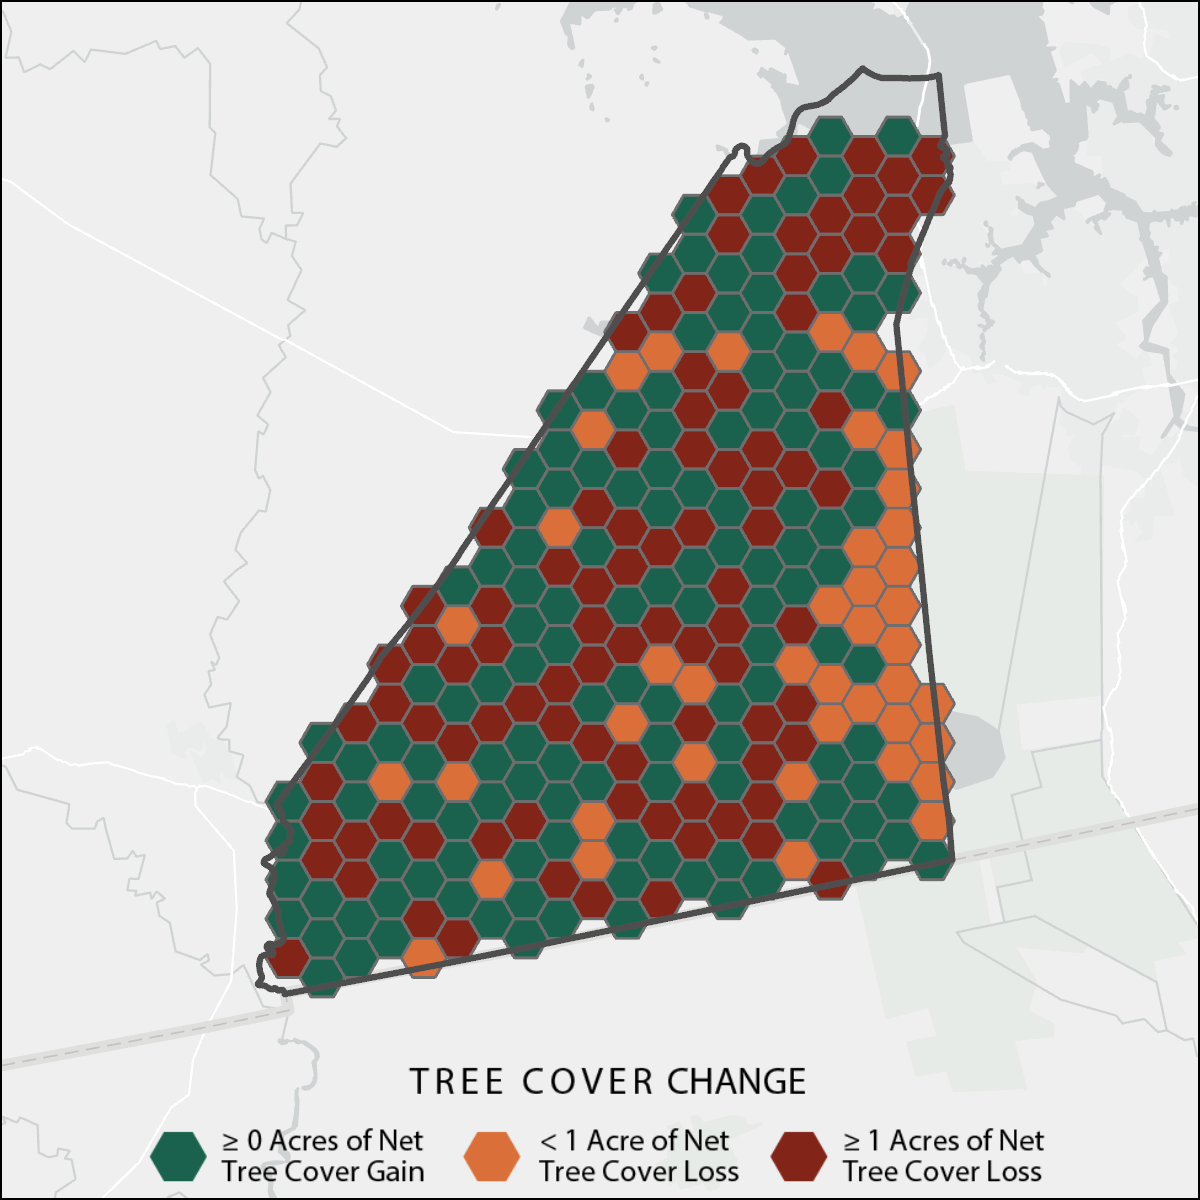 TREE COVER CHANGE
≥ 0 Acres of Net
Tree Cover Gain
< 1 Acre of Net
Tree Cover Loss
≥ 1 Acres of Net
Tree Cover Loss